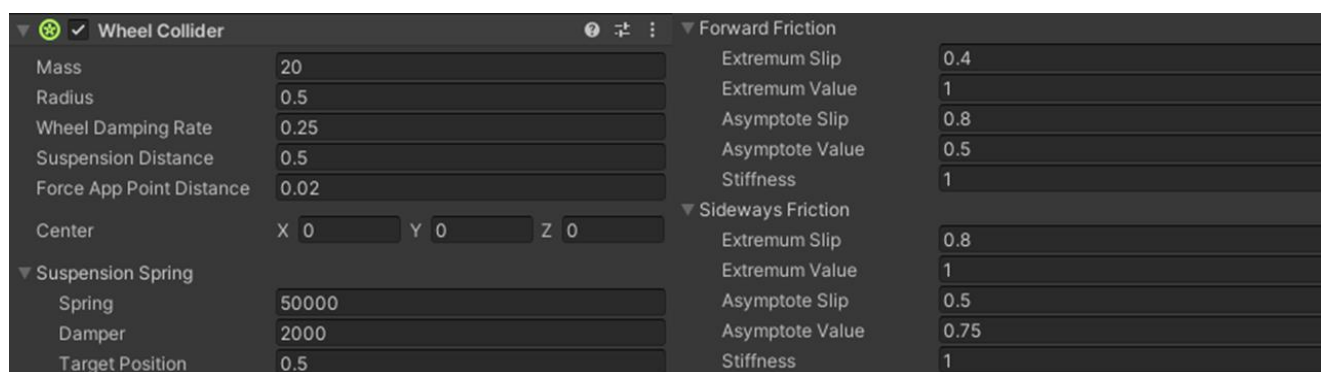 Wheel Collider
Mass 20
Radius 0.5
Wheel Damping Rate 0.25
Suspension Distance 0.5
Force App Point Distance 0.02
Center X 0 Y 0 Z 0
Suspension Spring
Spring 50000
Damper 2000
Target Position 0.5
Forward Friction
Extremum Slip 0.4
Extremum Value 1
Asymptote Slip 0.8
Asymptote Value 0.5
Stiffness 1
Sideways Friction
Extremum Slip 0.8
Extremum Value 1
Asymptote Slip 0.5
Asymptote Value 0.75
Stiffness 1